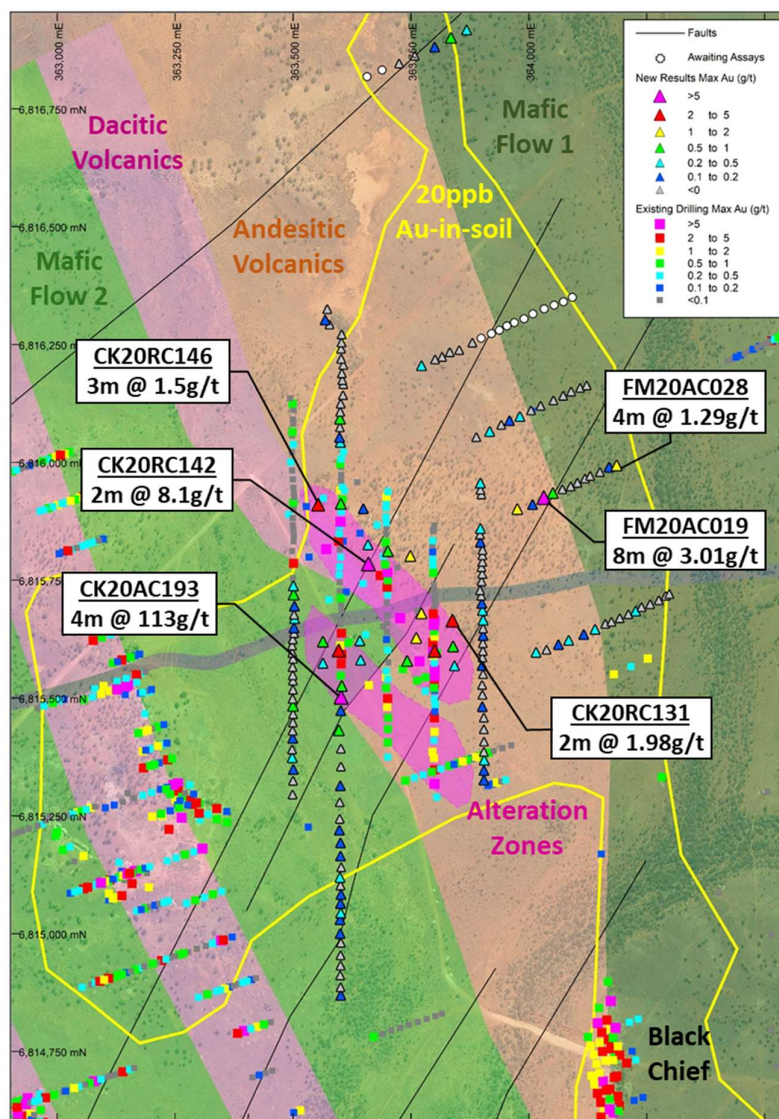 363,000 mE
363,250 mE
363,500 mE
364,000 mE
Faults
Awaiting Assays
New Results Max Au (g/t)
>5
2 to 5
1 to 2
0.5 to 1
0.2 to 0.5
0.1 to 0.2
<0
Existing Drilling Max Au (g/t)
>5
2 to 5
1 to 2
0.5 to 1
0.2 to 0.5
0.1 to 0.2
<0.1
6,816,750 mN
Dacitic
Volcanics
Mafic
Flow 1
6,816,500 mN
20ppb
Au-in-soil
Andesitic
Volcanics
Mafic
Flow 2
6,816,250 mN
CK20RC146
3m @ 1.5g/t
FM20AC028
4m @ 1.29g/t
6,816,000 mN
CK20RC142
2m @ 8.1g/t
FM20AC019
8m @ 3.01g/t
6,815,750 mN
CK20AC193
4m @ 113g/t
6,815,500 mN
CK20RC131
2m @ 1.98g/t
6,815,250 mN
Alteration
Zones
6,815,000 mN
Black
Chief
6,814,750 mN